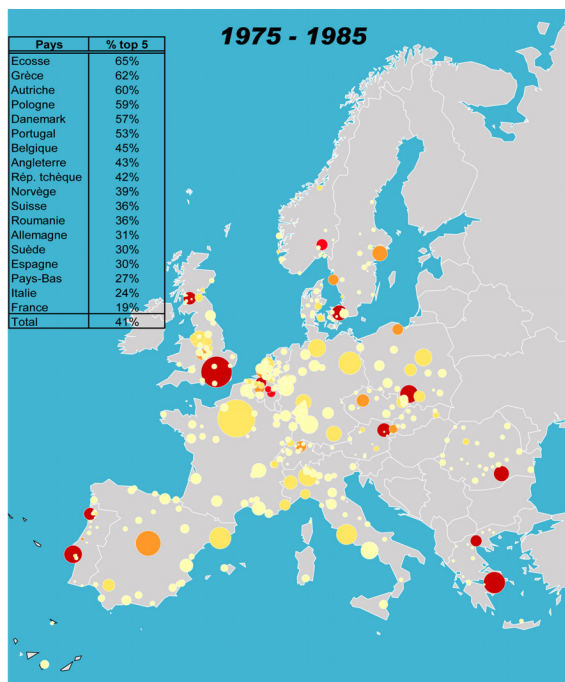 1975 - 1985
Pays % top 5
Ecosse 65%
Grèce 62%
Autriche 60%
Pologne 59%
Danemark 57%
Portugal 53%
Belgique 45%
Angleterre 43%
Rép. tchèque 42%
Norvège 39%
Suisse 36%
Roumanie 36%
Allemagne 31%
Suède 30%
Espagne 30%
Pays-Bas 27%
Italie 24%
France 19%
Total 41%